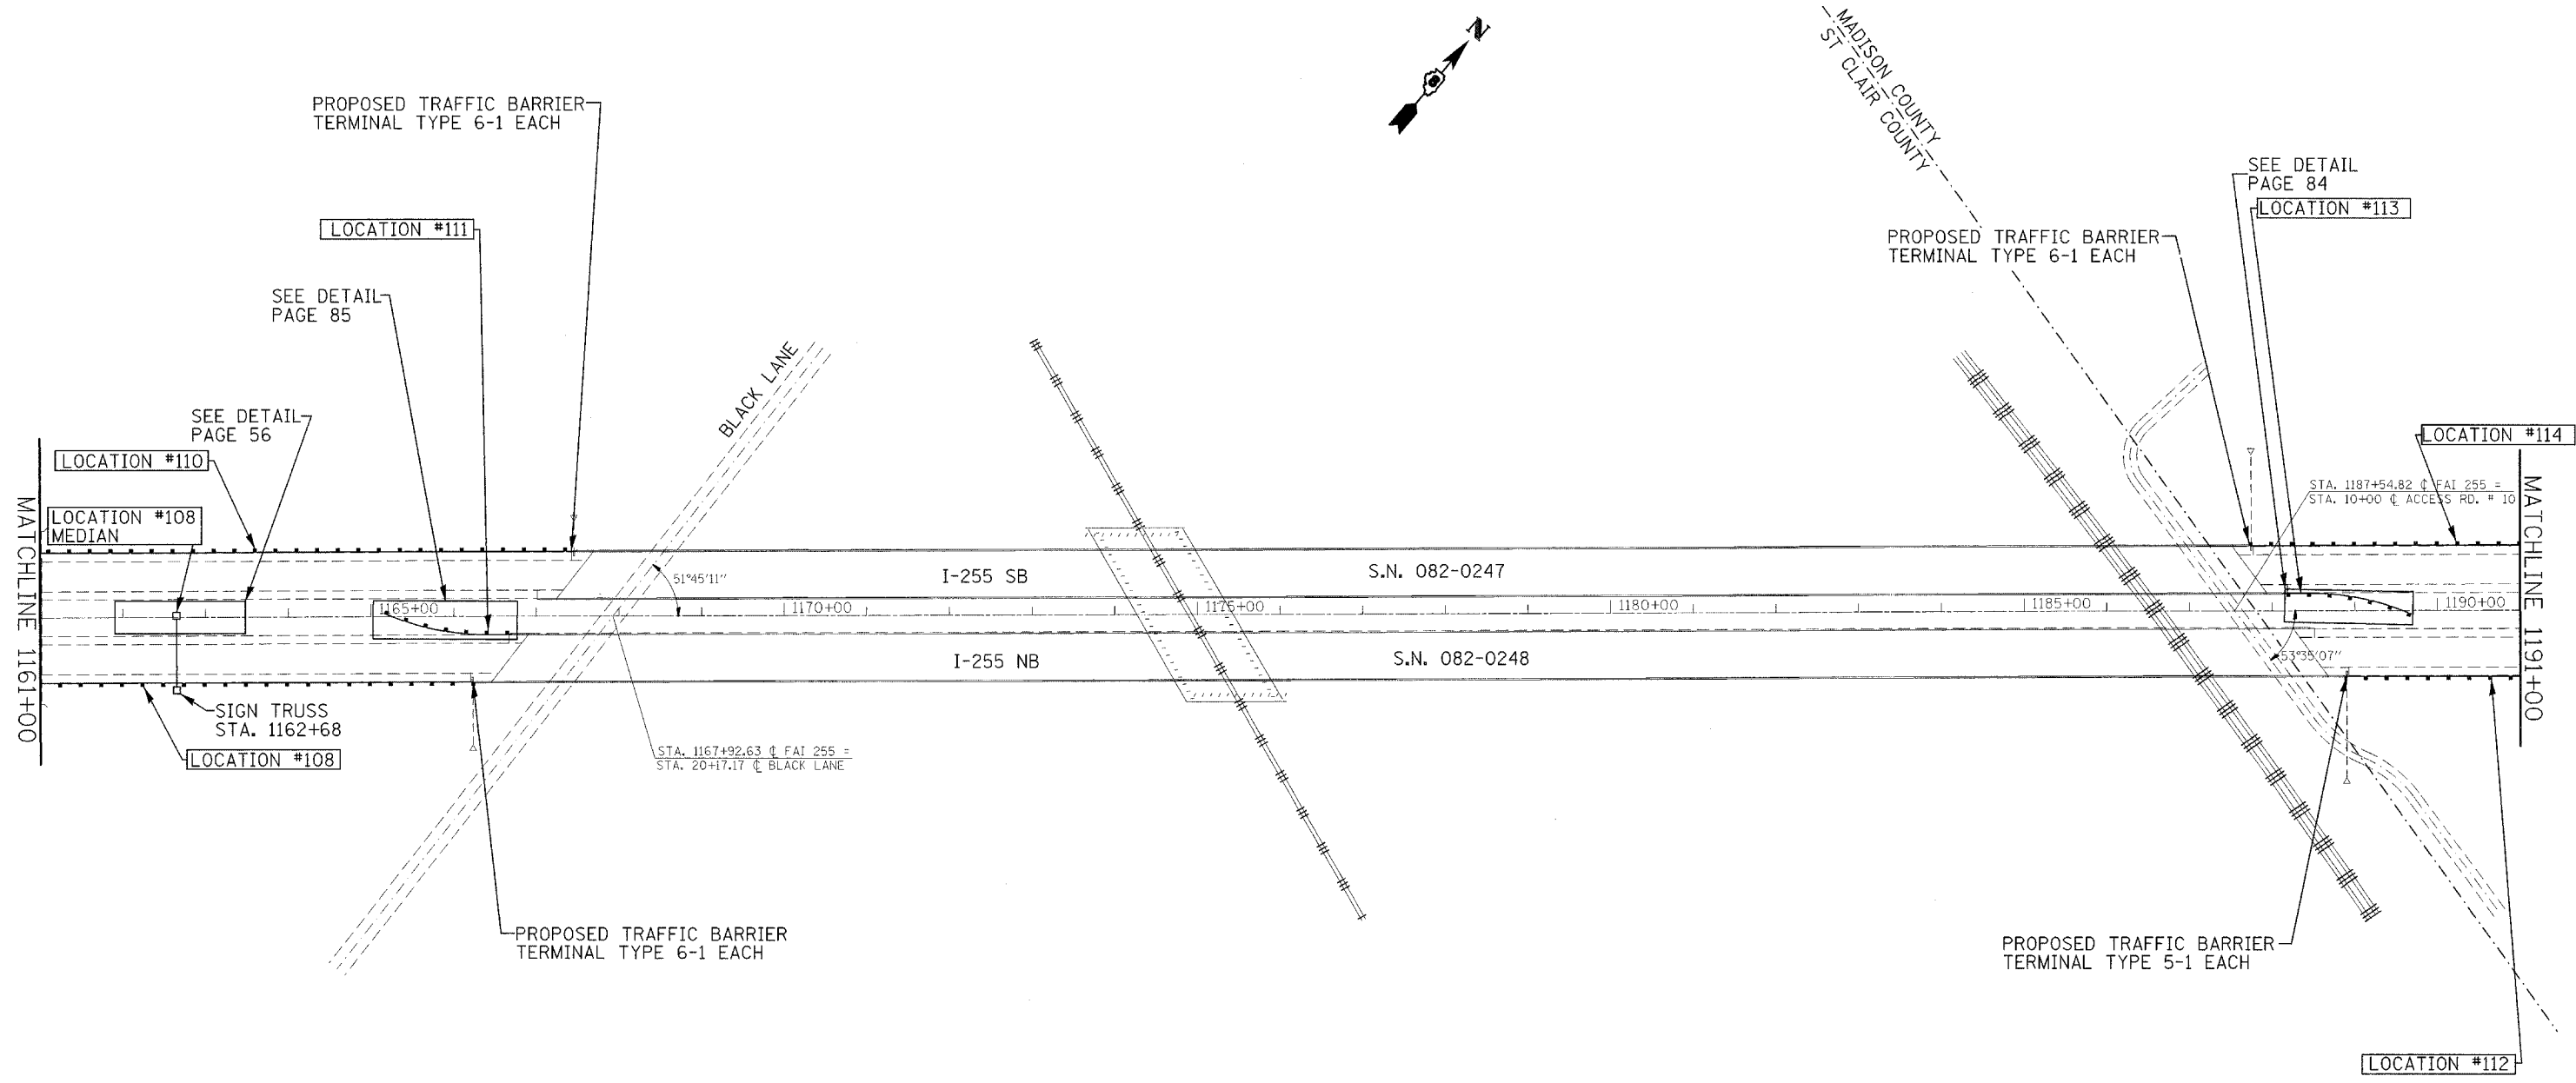 N
MADISON COUNTY
ST CLAIR COUNTY
PROPOSED TRAFFIC BARRIER
TERMINAL TYPE 6-1 EACH
SEE DETAIL
PAGE 84
LOCATION #113
LOCATION #111
PROPOSED TRAFFIC BARRIER
TERMINAL TYPE 6-1 EACH
SEE DETAIL
PAGE 85
BLACK LANE
SEE DETAIL
PAGE 56
LOCATION #110
LOCATION #114
MATCHLINE 1161+00
LOCATION #108
MEDIAN
STA. 1187+54.82 ℄ FAI 255 =
STA. 10+00 ℄ ACCESS RD. # 10
MATCHLINE 1191+00
51°45'11"
I-255 SB
S.N. 082-0247
1165+00
1170+00
1175+00
1180+00
1185+00
1190+00
I-255 NB
S.N. 082-0248
53°35'07"
SIGN TRUSS
STA. 1162+68
LOCATION #108
STA. 1167+92.63 ℄ FAI 255 =
STA. 20+17.17 ℄ BLACK LANE
PROPOSED TRAFFIC BARRIER
TERMINAL TYPE 6-1 EACH
PROPOSED TRAFFIC BARRIER
TERMINAL TYPE 5-1 EACH
LOCATION #112